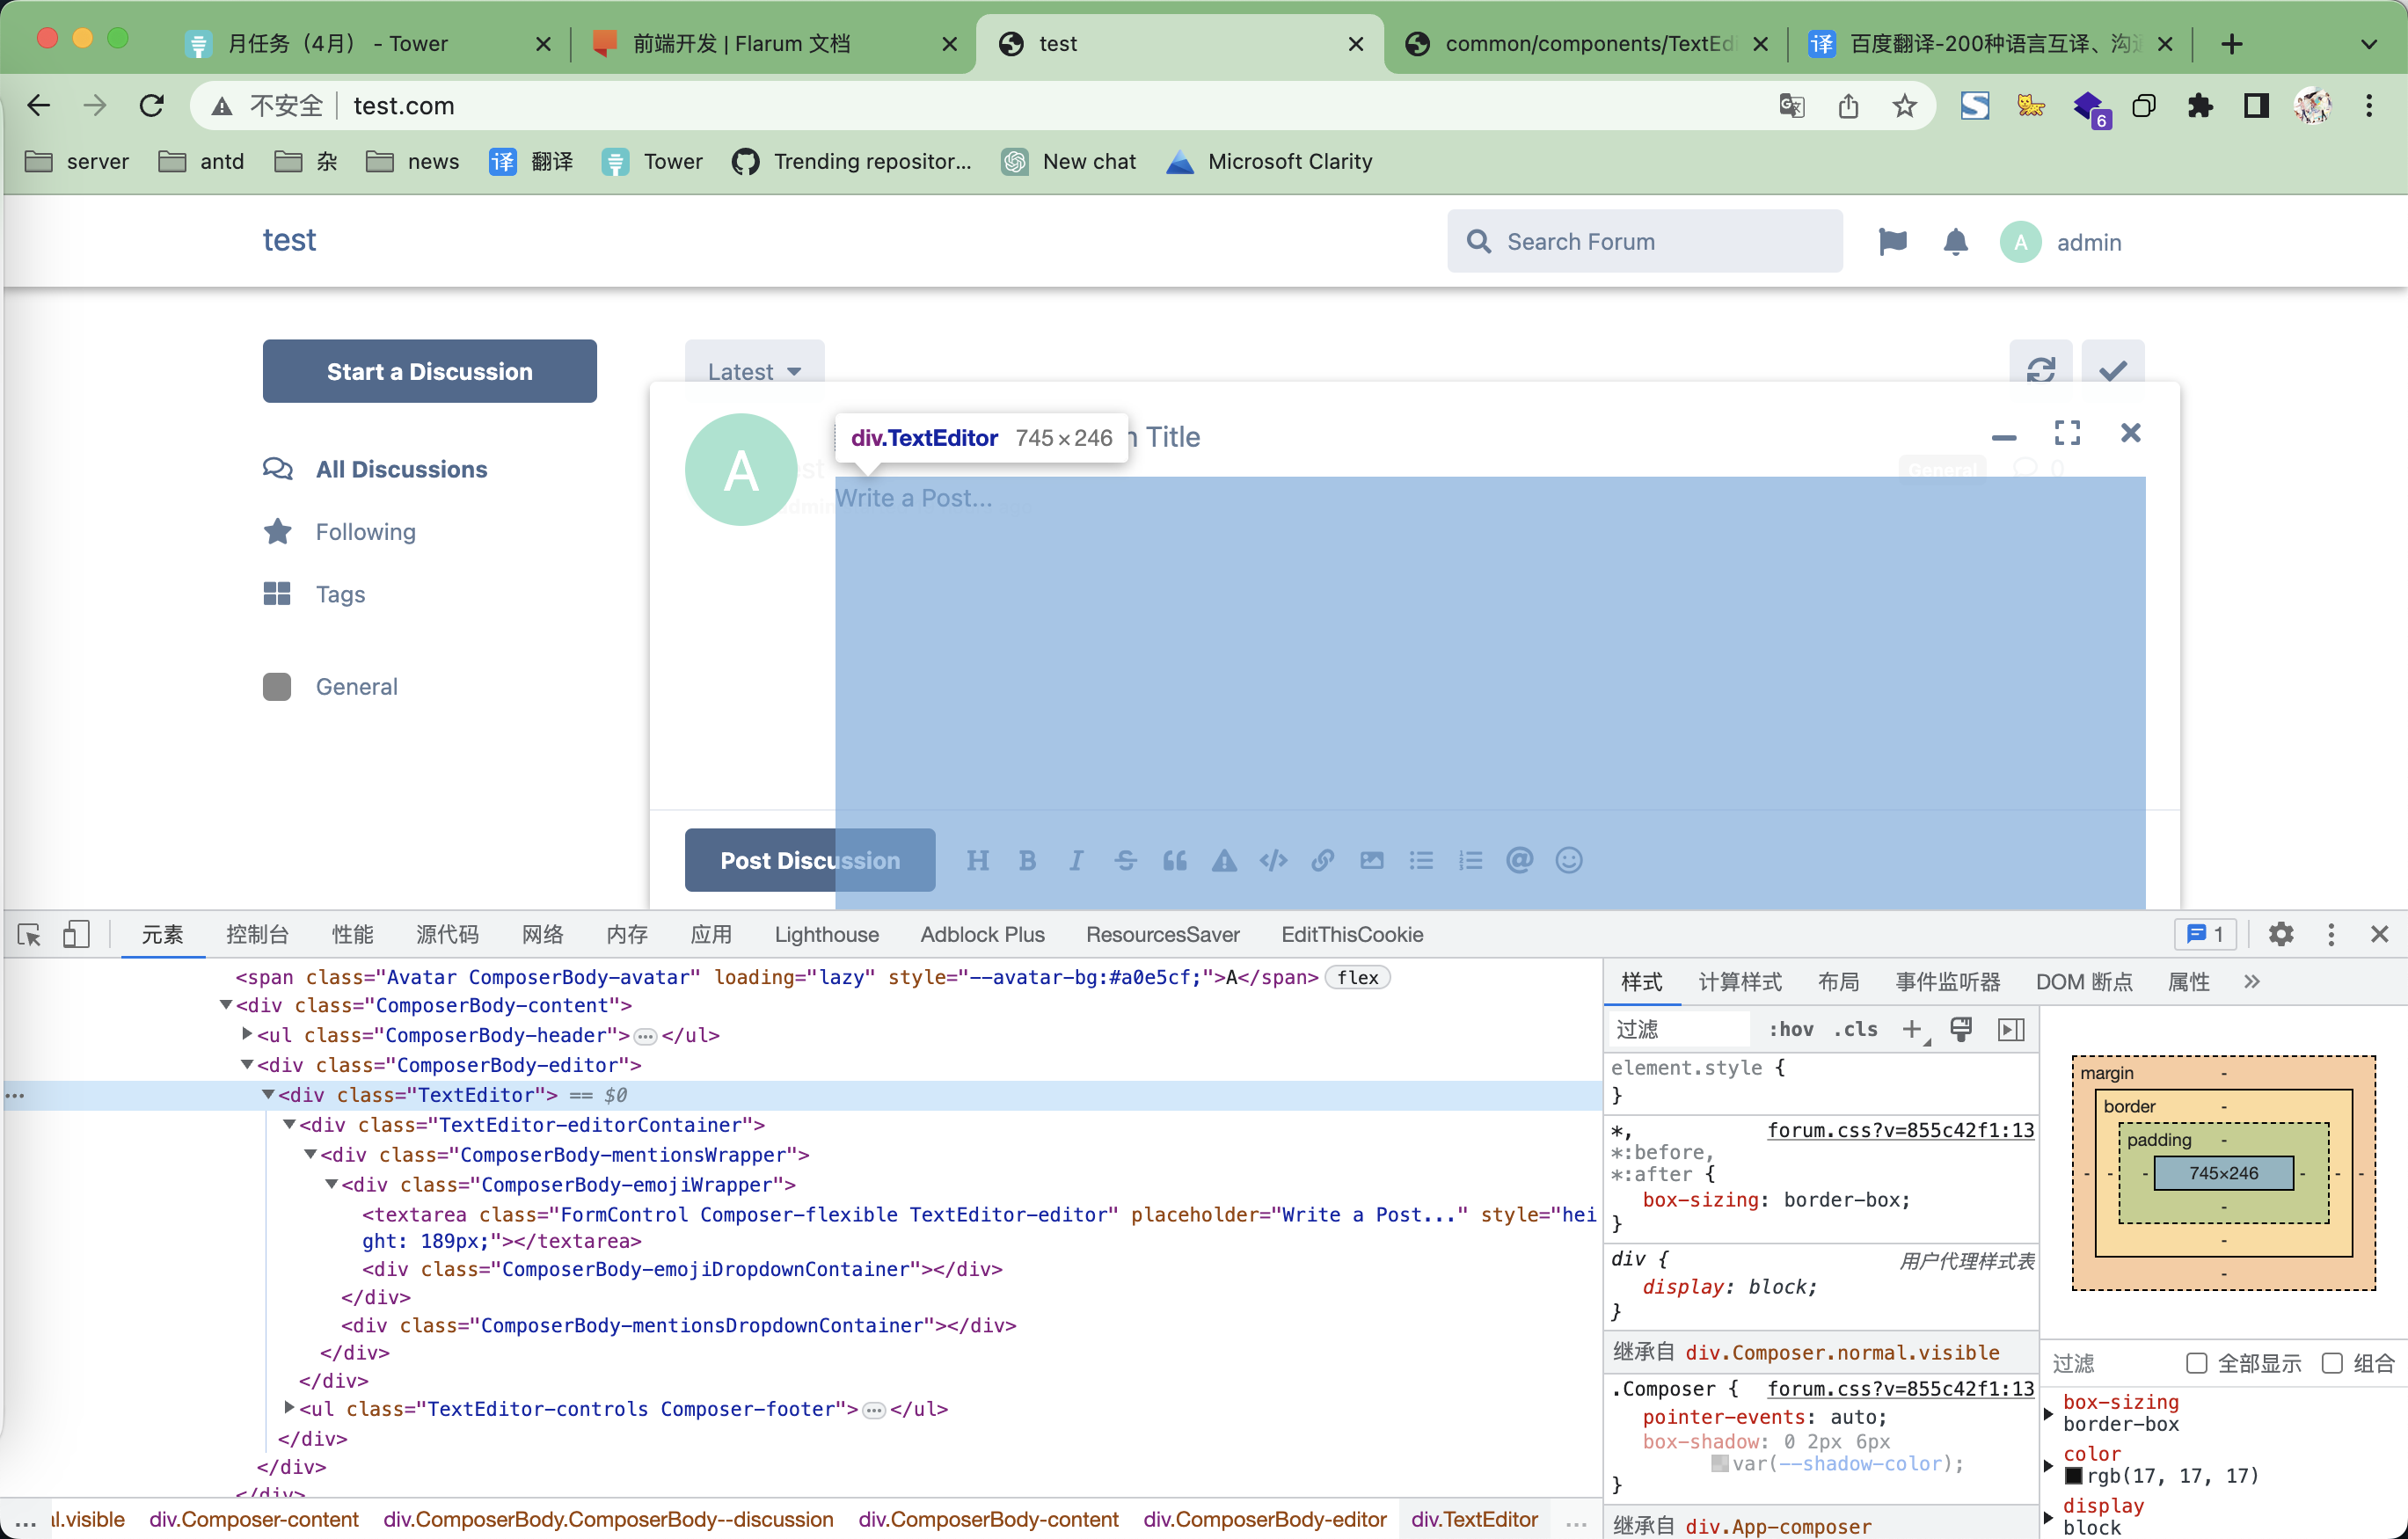 月任务（4月） - Tower
前端开发 | Flarum 文档
test
common/components/TextEdi
百度翻译-200种语言互译、沟通
不安全 test.com
server antd 杂 news 译 翻译 Tower Trending repositor... New chat Microsoft Clarity
test
Search Forum
A admin
Start a Discussion
Latest
div.TextEditor 745×246 n Title
A
General 0
Write a Post...
All Discussions
Following
Tags
General
Post Discussion
元素 控制台 性能 源代码 网络 内存 应用 Lighthouse Adblock Plus ResourcesSaver EditThisCookie 1
<span class="Avatar ComposerBody-avatar" loading="lazy" style="--avatar-bg:#a0e5cf;">A</span> flex
<div class="ComposerBody-content">
<ul class="ComposerBody-header">…</ul>
<div class="ComposerBody-editor">
<div class="TextEditor"> == $0
<div class="TextEditor-editorContainer">
<div class="ComposerBody-mentionsWrapper">
<div class="ComposerBody-emojiWrapper">
<textarea class="FormControl Composer-flexible TextEditor-editor" placeholder="Write a Post..." style="hei
ght: 189px;"></textarea>
<div class="ComposerBody-emojiDropdownContainer"></div>
</div>
<div class="ComposerBody-mentionsDropdownContainer"></div>
</div>
</div>
<ul class="TextEditor-controls Composer-footer">…</ul>
</div>
</div>
</div>
... al.visible div.Composer-content div.ComposerBody.ComposerBody--discussion div.ComposerBody-content div.ComposerBody-editor div.TextEditor ...
样式 计算样式 布局 事件监听器 DOM 断点 属性
过滤 :hov .cls
element.style {
}
*, forum.css?v=855c42f1:13
*:before,
*:after {
box-sizing: border-box;
}
div { 用户代理样式表
display: block;
}
继承自 div.Composer.normal.visible
.Composer { forum.css?v=855c42f1:13
pointer-events: auto;
box-shadow: 0 2px 6px
var(--shadow-color);
}
继承自 div.App-composer
margin -
border -
padding -
- - - 745×246 - - -
-
-
-
过滤 全部显示 组合
box-sizing
border-box
color
rgb(17, 17, 17)
display
block